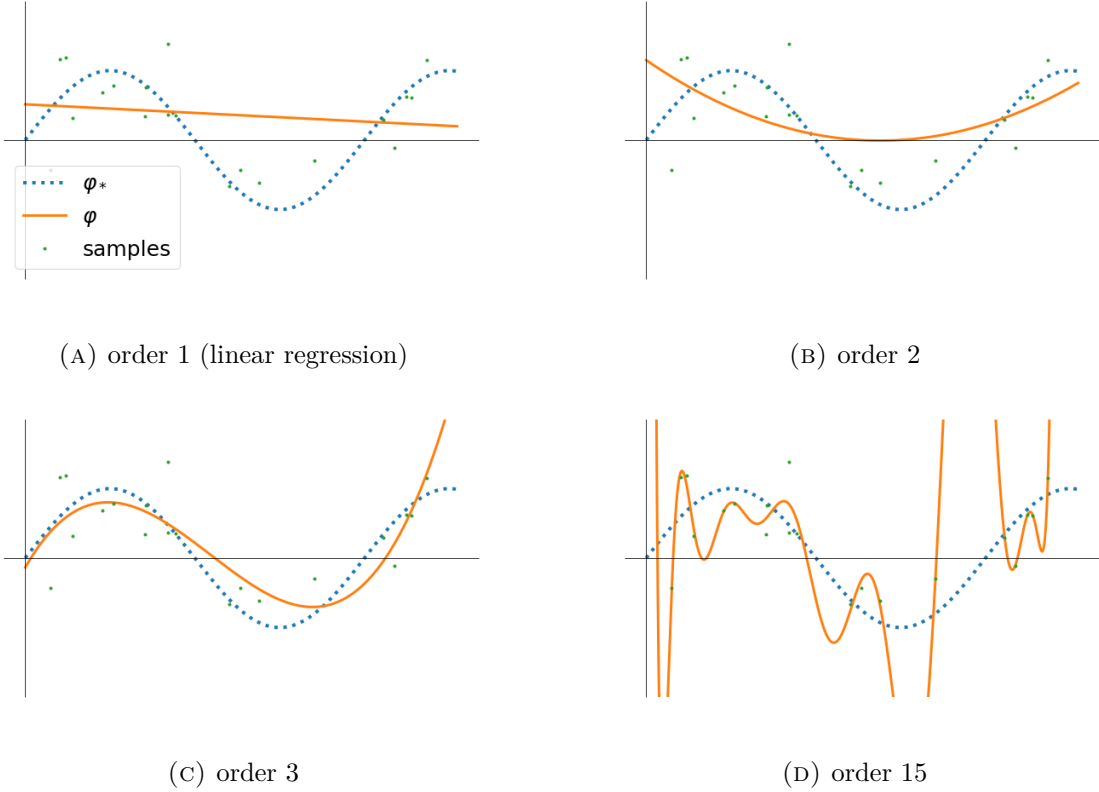 φ*
φ
samples
(A) order 1 (linear regression)
(B) order 2
(C) order 3
(D) order 15